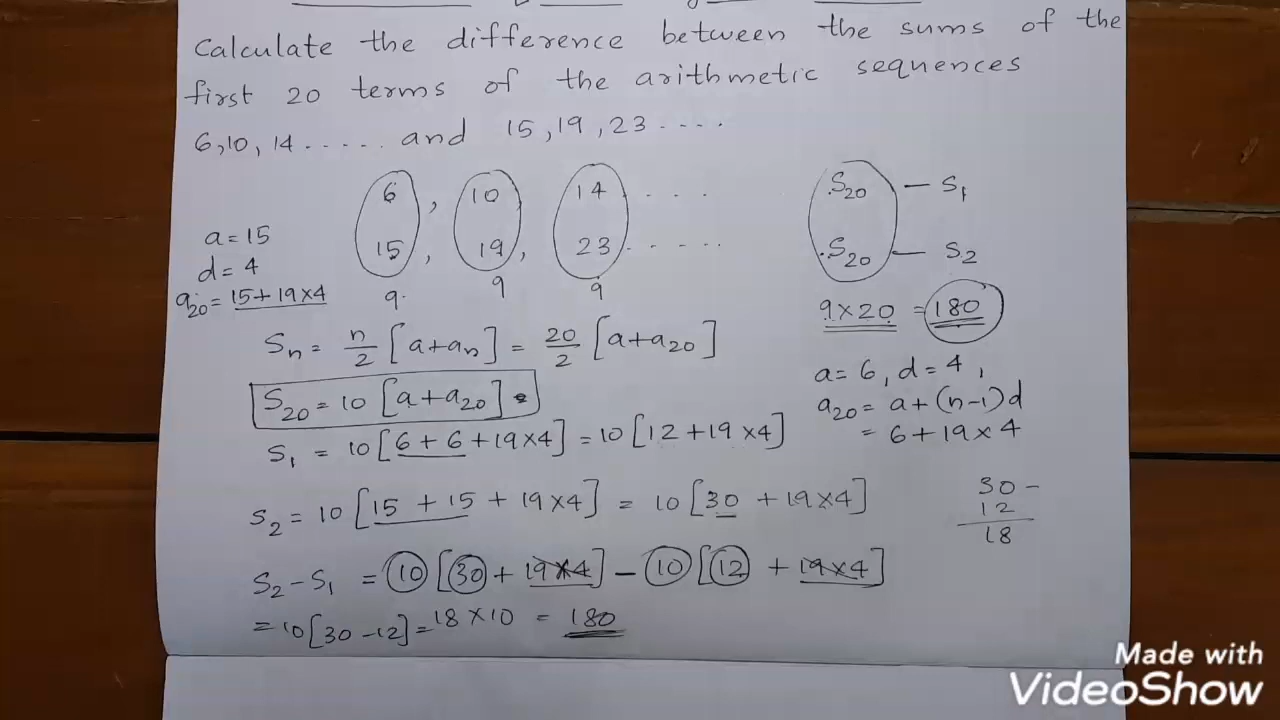 Calculate the difference between the sums of the
first 20 terms of the arithmetic sequences
6,10,14..... and 15,19,23....
6, 10 14 ....
15, 19, 23.....
9 9 9
a=15
d=4
a20= 15+19×4
S20 — S1
S20 — S2
9×20 = 180
Sn = n/2 [a+an] = 20/2 [a+a20]
S20=10 [a+a20]
a=6, d=4,
a20= a+(n-1)d
= 6+19×4
S1 = 10[6+6+19×4]=10[12+19×4]
S2 = 10[15+15+19×4] = 10[30+19×4]
30 –
12
18
S2-S1 = 10[30+19×4]-10[12+19×4]
=10[30-12]=18×10 = 180
Made with
VideoShow